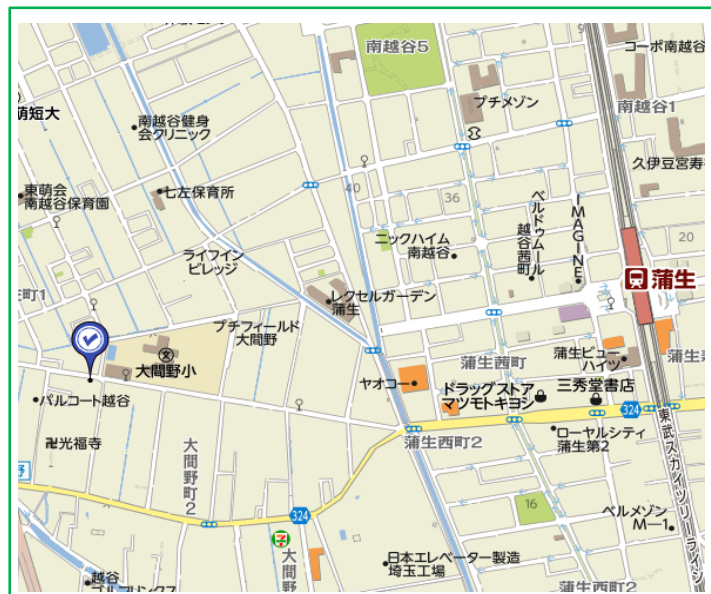 南越谷5
コーポ南越谷
プチメゾン
南越谷1
萌短大
南越谷健身
会クリニック
久伊豆宮寿
東萌会
南越谷保育園
七左保育所
40
36
ベルドゥムール
越谷茜町
IMAGINE
20
ニックハイム
南越谷
ライフイン
ビレッジ
蒲生
町1
レクセルガーデン
蒲生
プチフィールド
大間野
文
大間野小
蒲生茜町
蒲生ビュー
ハイツ
ヤオコー
ドラッグストア
マツモトキヨシ
三秀堂書店
パルコート越谷
324
卍光福寺
蒲生西町2
ローヤルシティ
蒲生第2
東武スカイツリーライン
大間野町2
野
324
16
ベルメゾン
M―1
大間野
日本エレベーター製造
埼玉工場
越谷
ゴルフリンクス
蒲生西町2